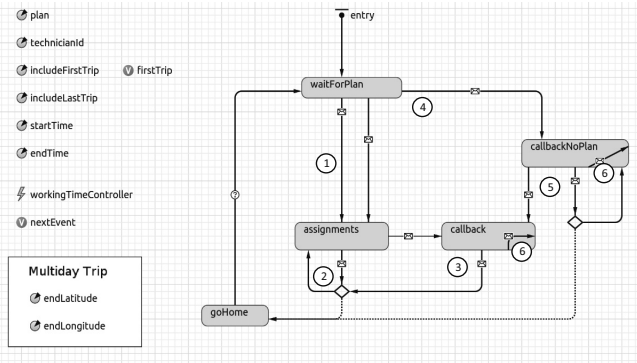 plan
technicianId
includeFirstTrip
V firstTrip
includeLastTrip
startTime
endTime
workingTimeController
V nextEvent
Multiday Trip
endLatitude
endLongitude
entry
waitForPlan
4
callbackNoPlan
6
1
5
?
assignments
callback
6
2
3
goHome